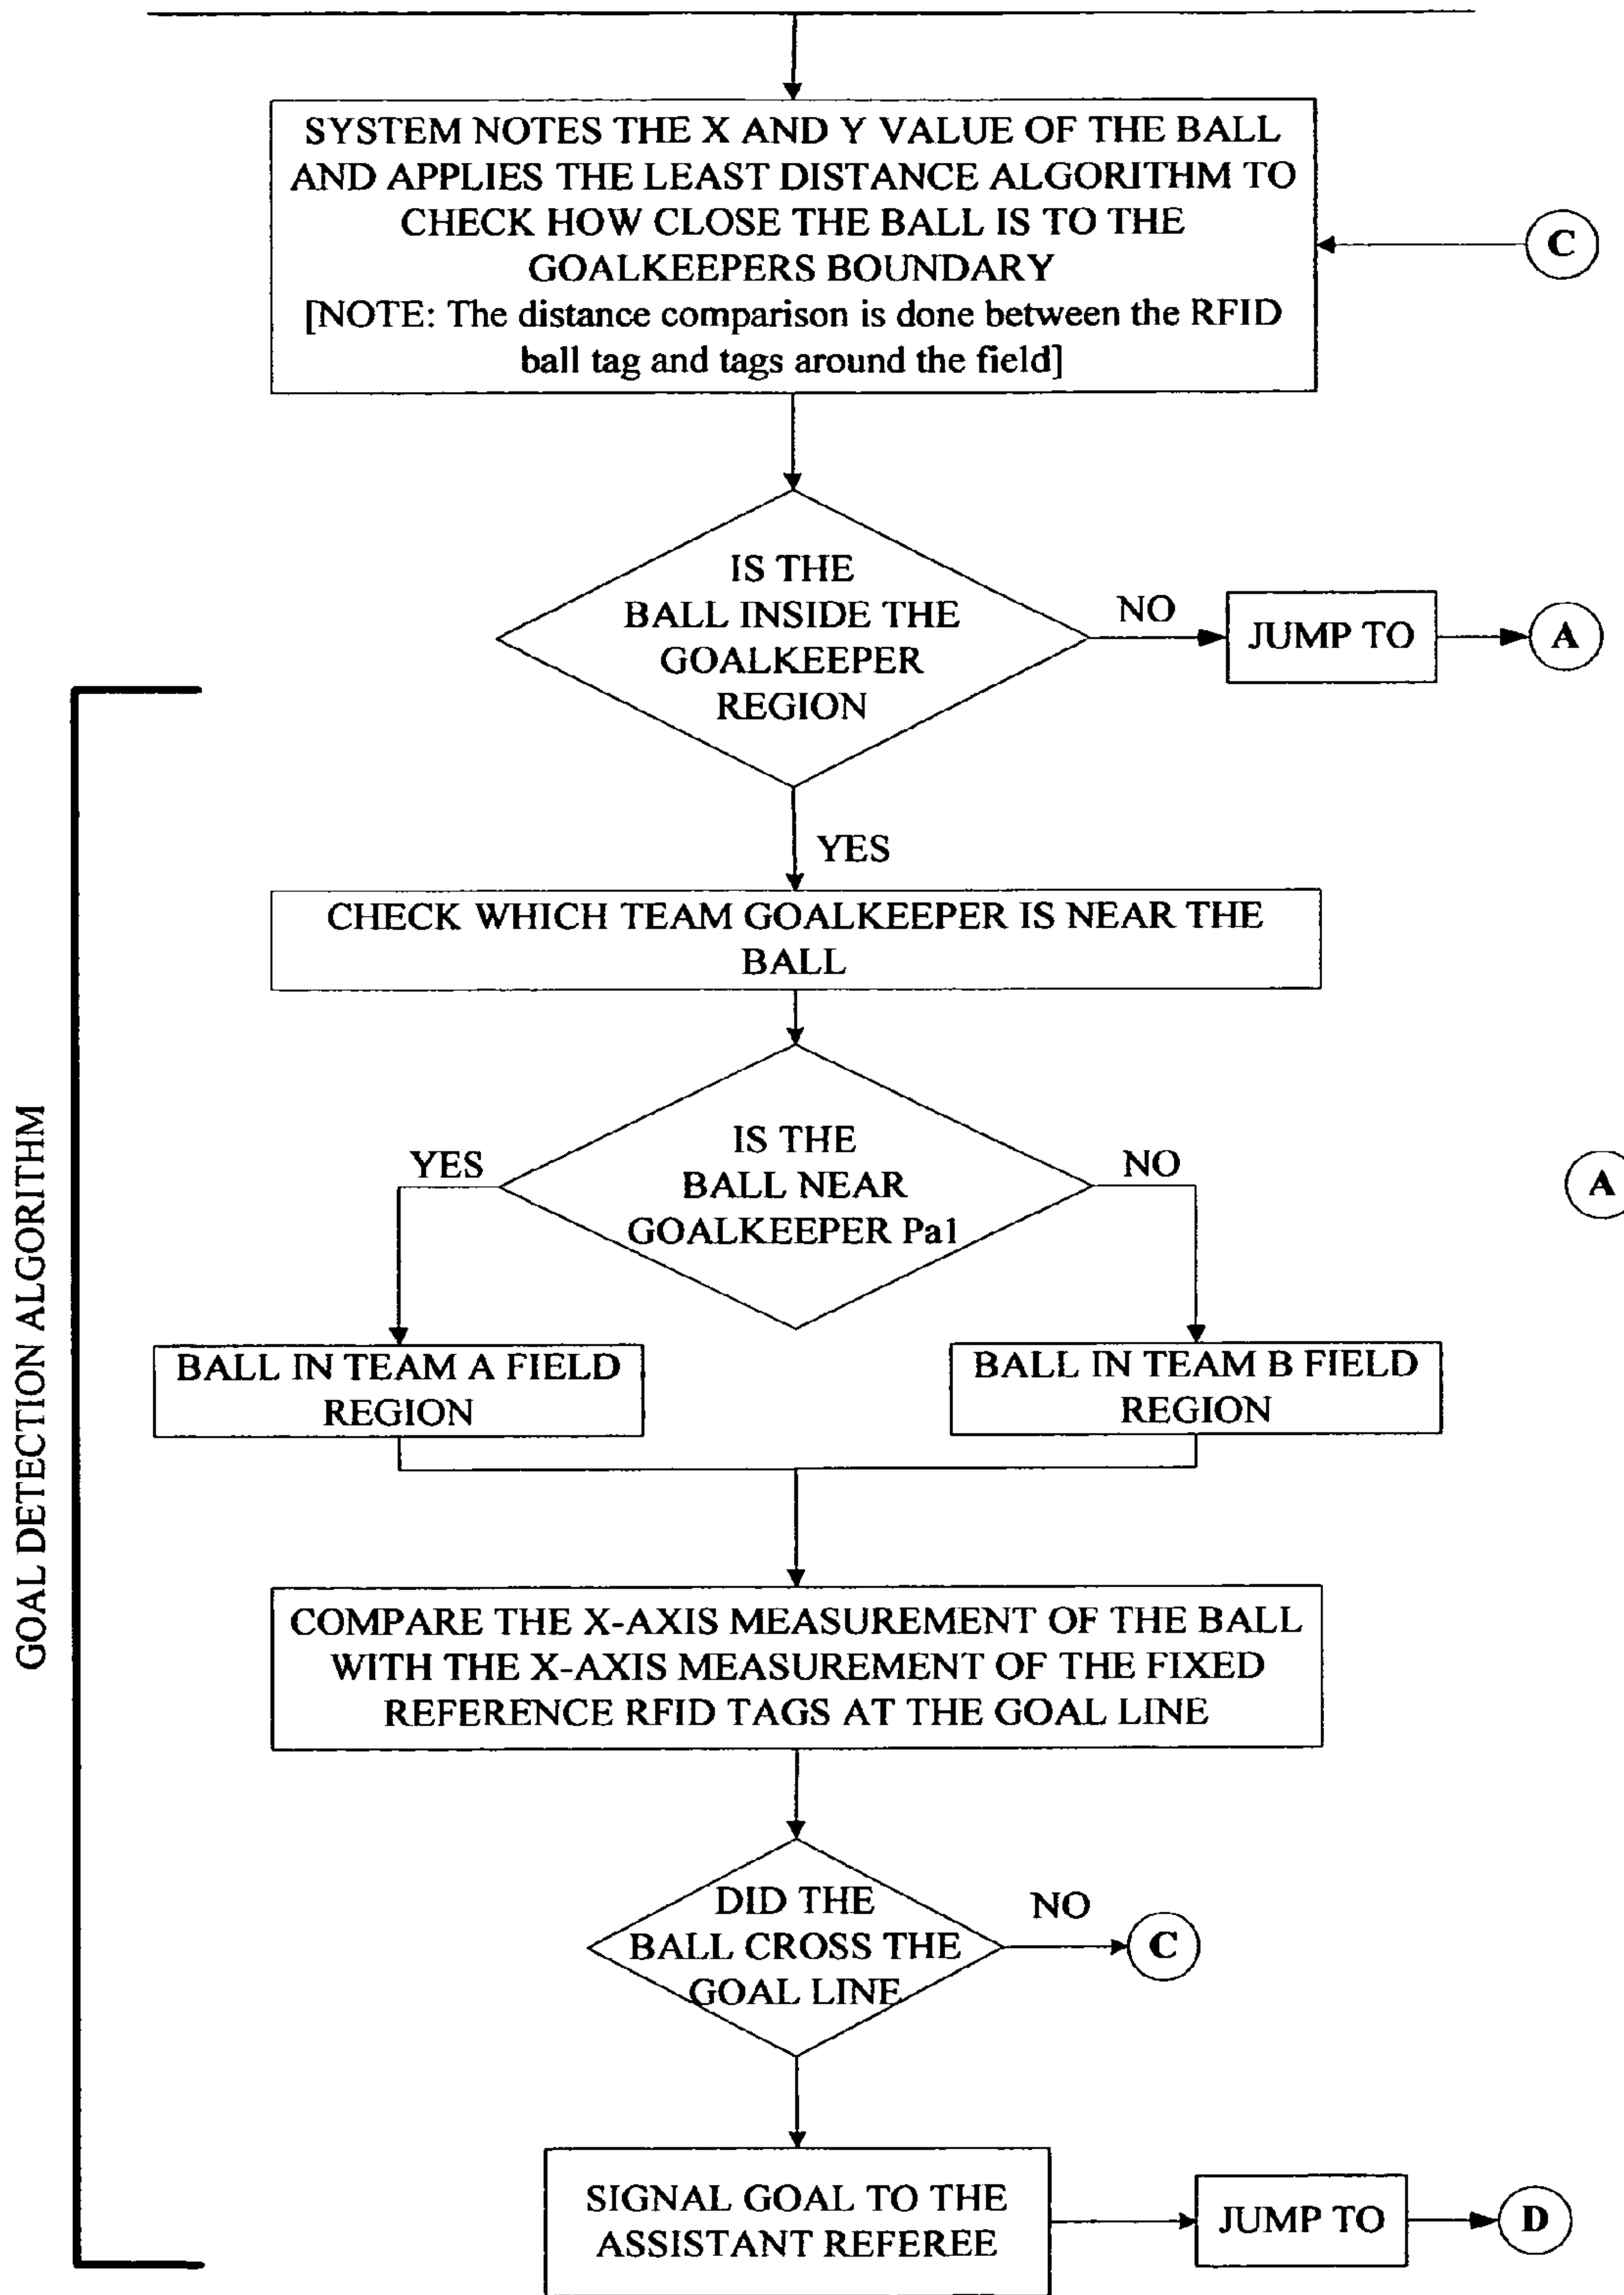 SYSTEM NOTES THE X AND Y VALUE OF THE BALL
AND APPLIES THE LEAST DISTANCE ALGORITHM TO
CHECK HOW CLOSE THE BALL IS TO THE
GOALKEEPERS BOUNDARY
[NOTE: The distance comparison is done between the RFID
ball tag and tags around the field]
C
IS THE
BALL INSIDE THE
GOALKEEPER
REGION
NO
JUMP TO
A
YES
CHECK WHICH TEAM GOALKEEPER IS NEAR THE
BALL
GOAL DETECTION ALGORITHM
IS THE
BALL NEAR
GOALKEEPER Pa1
YES
NO
A
BALL IN TEAM A FIELD
REGION
BALL IN TEAM B FIELD
REGION
COMPARE THE X-AXIS MEASUREMENT OF THE BALL
WITH THE X-AXIS MEASUREMENT OF THE FIXED
REFERENCE RFID TAGS AT THE GOAL LINE
DID THE
BALL CROSS THE
GOAL LINE
NO
C
SIGNAL GOAL TO THE
ASSISTANT REFEREE
JUMP TO
D